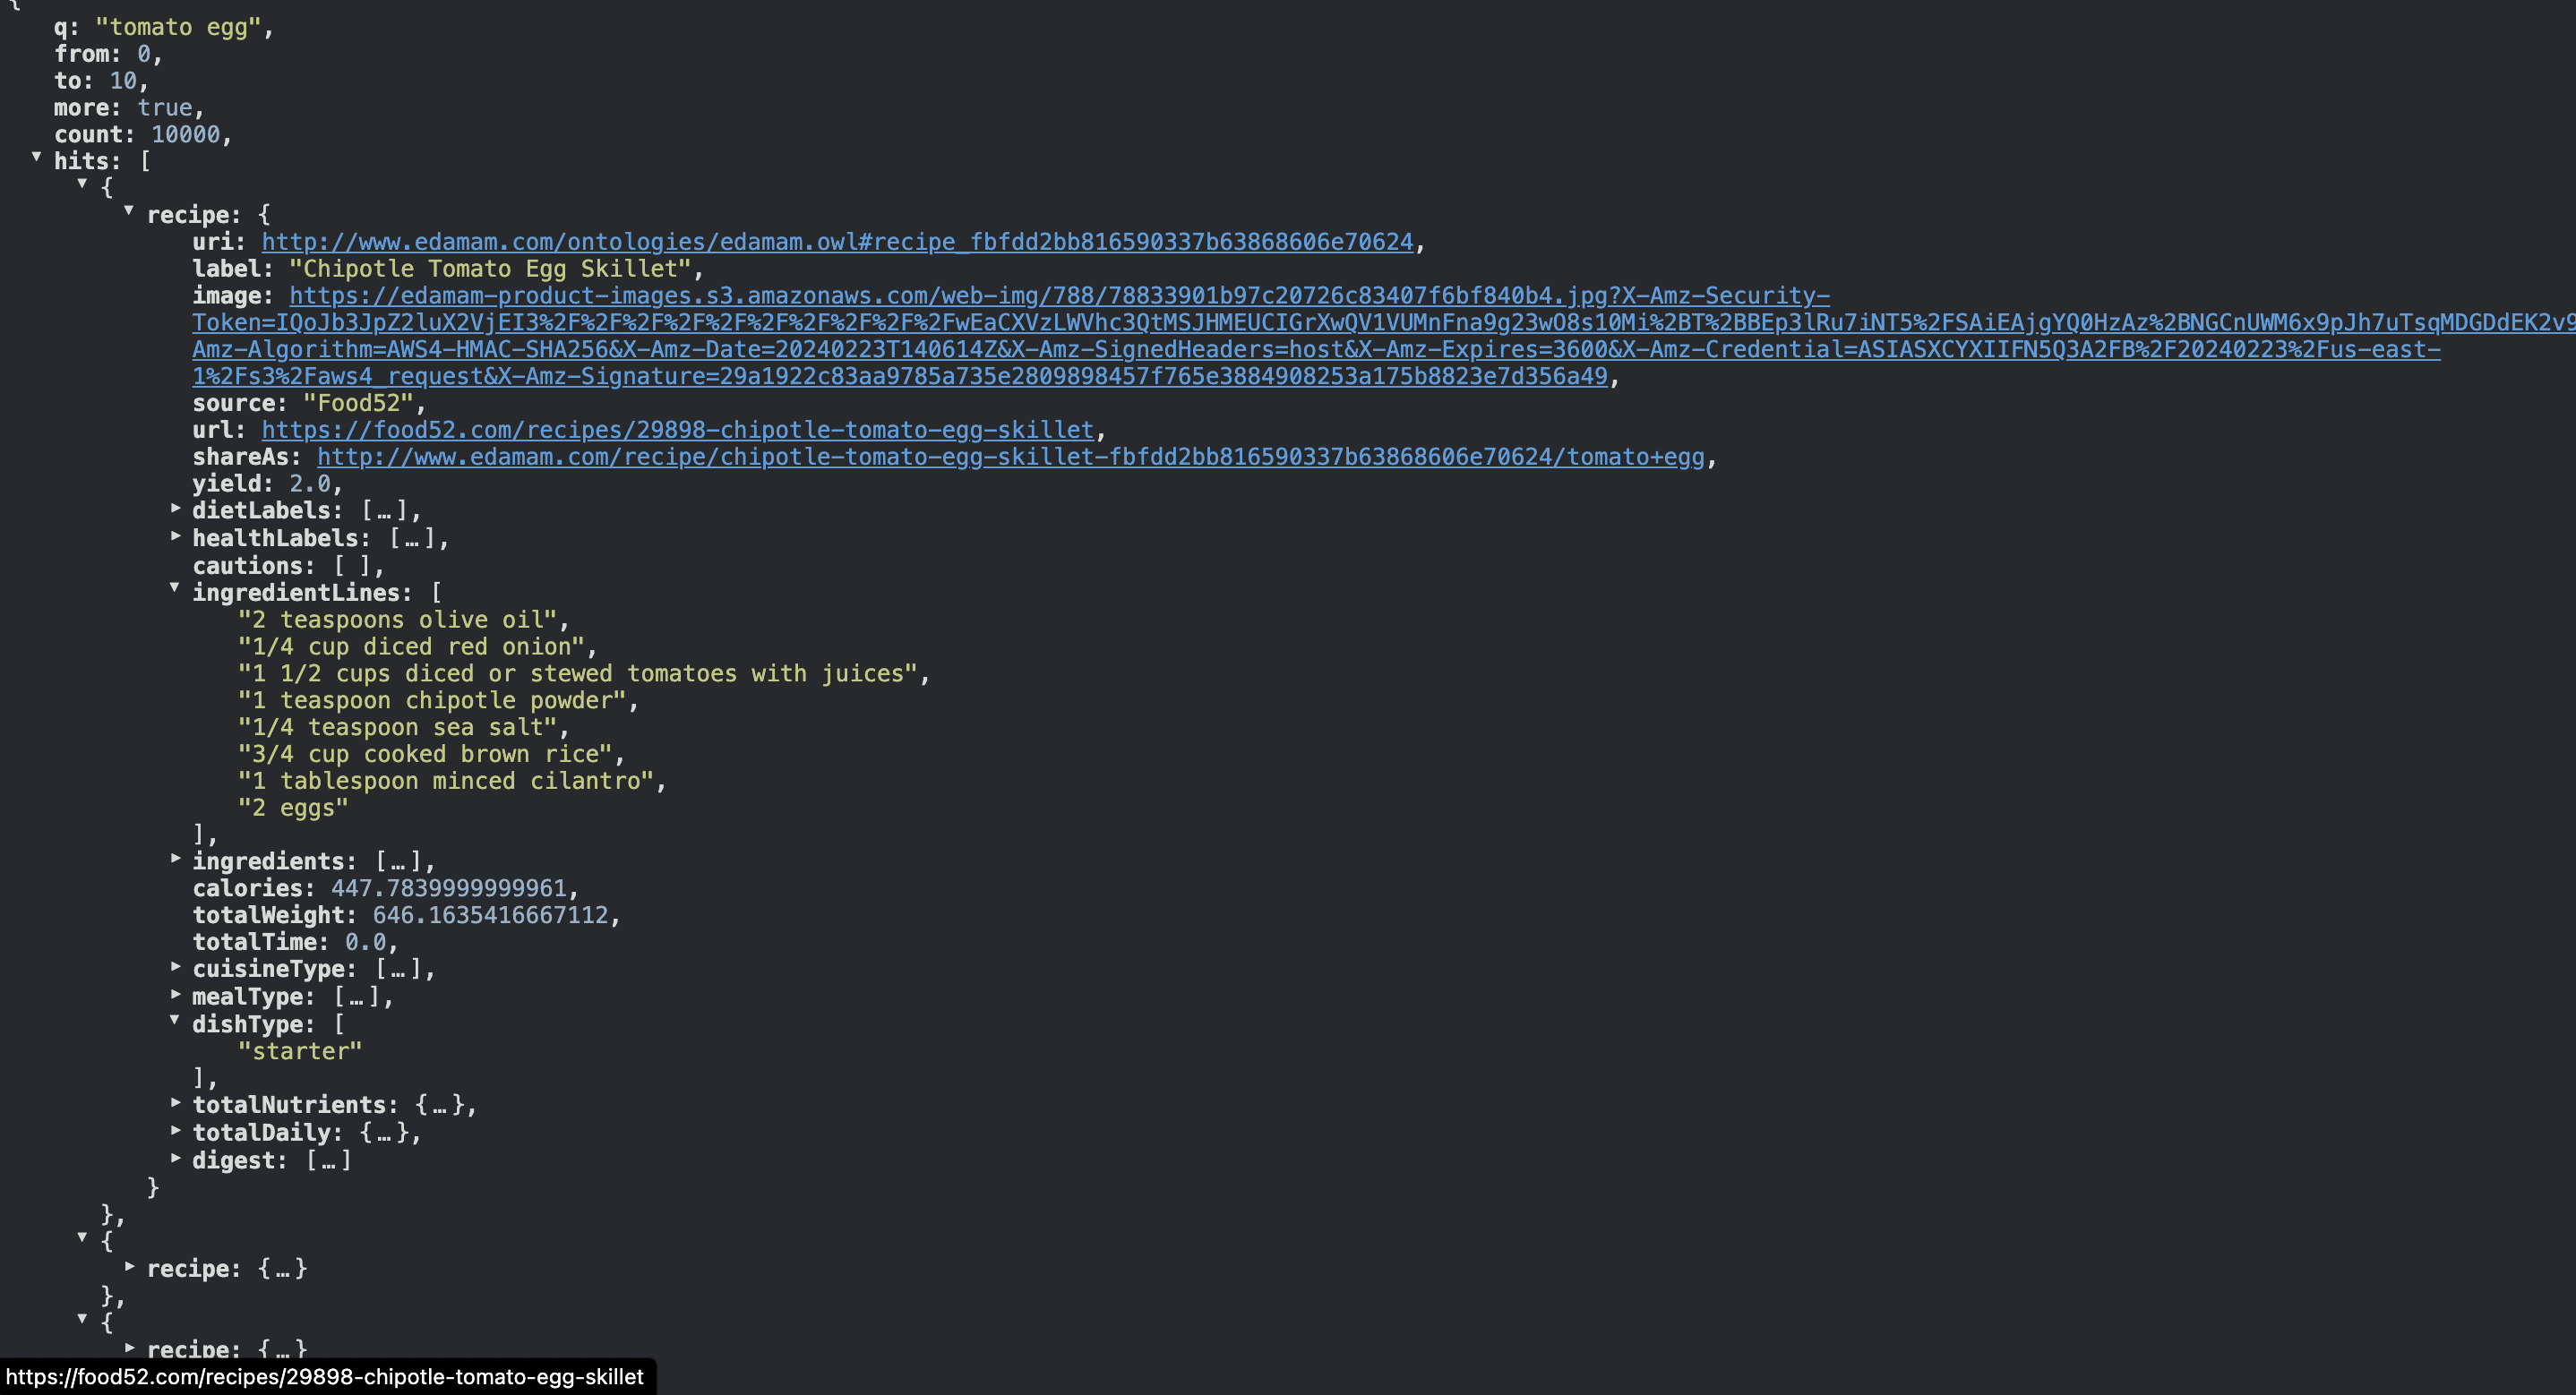 {
q: "tomato egg",
from: 0,
to: 10,
more: true,
count: 10000,
hits: [
{
recipe: {
uri: http://www.edamam.com/ontologies/edamam.owl#recipe_fbfdd2bb816590337b63868606e70624,
label: "Chipotle Tomato Egg Skillet",
image: https://edamam-product-images.s3.amazonaws.com/web-img/788/78833901b97c20726c83407f6bf840b4.jpg?X-Amz-Security-
Token=IQoJb3JpZ2luX2VjEI3%2F%2F%2F%2F%2F%2F%2F%2F%2F%2FwEaCXVzLWVhc3QtMSJHMEUCIGrXwQV1VUMnFna9g23wO8s10Mi%2BT%2BBEp3lRu7iNT5%2FSAiEAjgYQ0HzAz%2BNGCnUWM6x9pJh7uTsqMDGDdEK2v9
Amz-Algorithm=AWS4-HMAC-SHA256&X-Amz-Date=20240223T140614Z&X-Amz-SignedHeaders=host&X-Amz-Expires=3600&X-Amz-Credential=ASIASXCYXIIFN5Q3A2FB%2F20240223%2Fus-east-
1%2Fs3%2Faws4_request&X-Amz-Signature=29a1922c83aa9785a735e2809898457f765e3884908253a175b8823e7d356a49,
source: "Food52",
url: https://food52.com/recipes/29898-chipotle-tomato-egg-skillet,
shareAs: http://www.edamam.com/recipe/chipotle-tomato-egg-skillet-fbfdd2bb816590337b63868606e70624/tomato+egg,
yield: 2.0,
dietLabels: […],
healthLabels: […],
cautions: [ ],
ingredientLines: [
"2 teaspoons olive oil",
"1/4 cup diced red onion",
"1 1/2 cups diced or stewed tomatoes with juices",
"1 teaspoon chipotle powder",
"1/4 teaspoon sea salt",
"3/4 cup cooked brown rice",
"1 tablespoon minced cilantro",
"2 eggs"
],
ingredients: […],
calories: 447.7839999999961,
totalWeight: 646.1635416667112,
totalTime: 0.0,
cuisineType: […],
mealType: […],
dishType: [
"starter"
],
totalNutrients: {…},
totalDaily: {…},
digest: […]
}
},
{
recipe: {…}
},
{
recipe: {…}
https://food52.com/recipes/29898-chipotle-tomato-egg-skillet